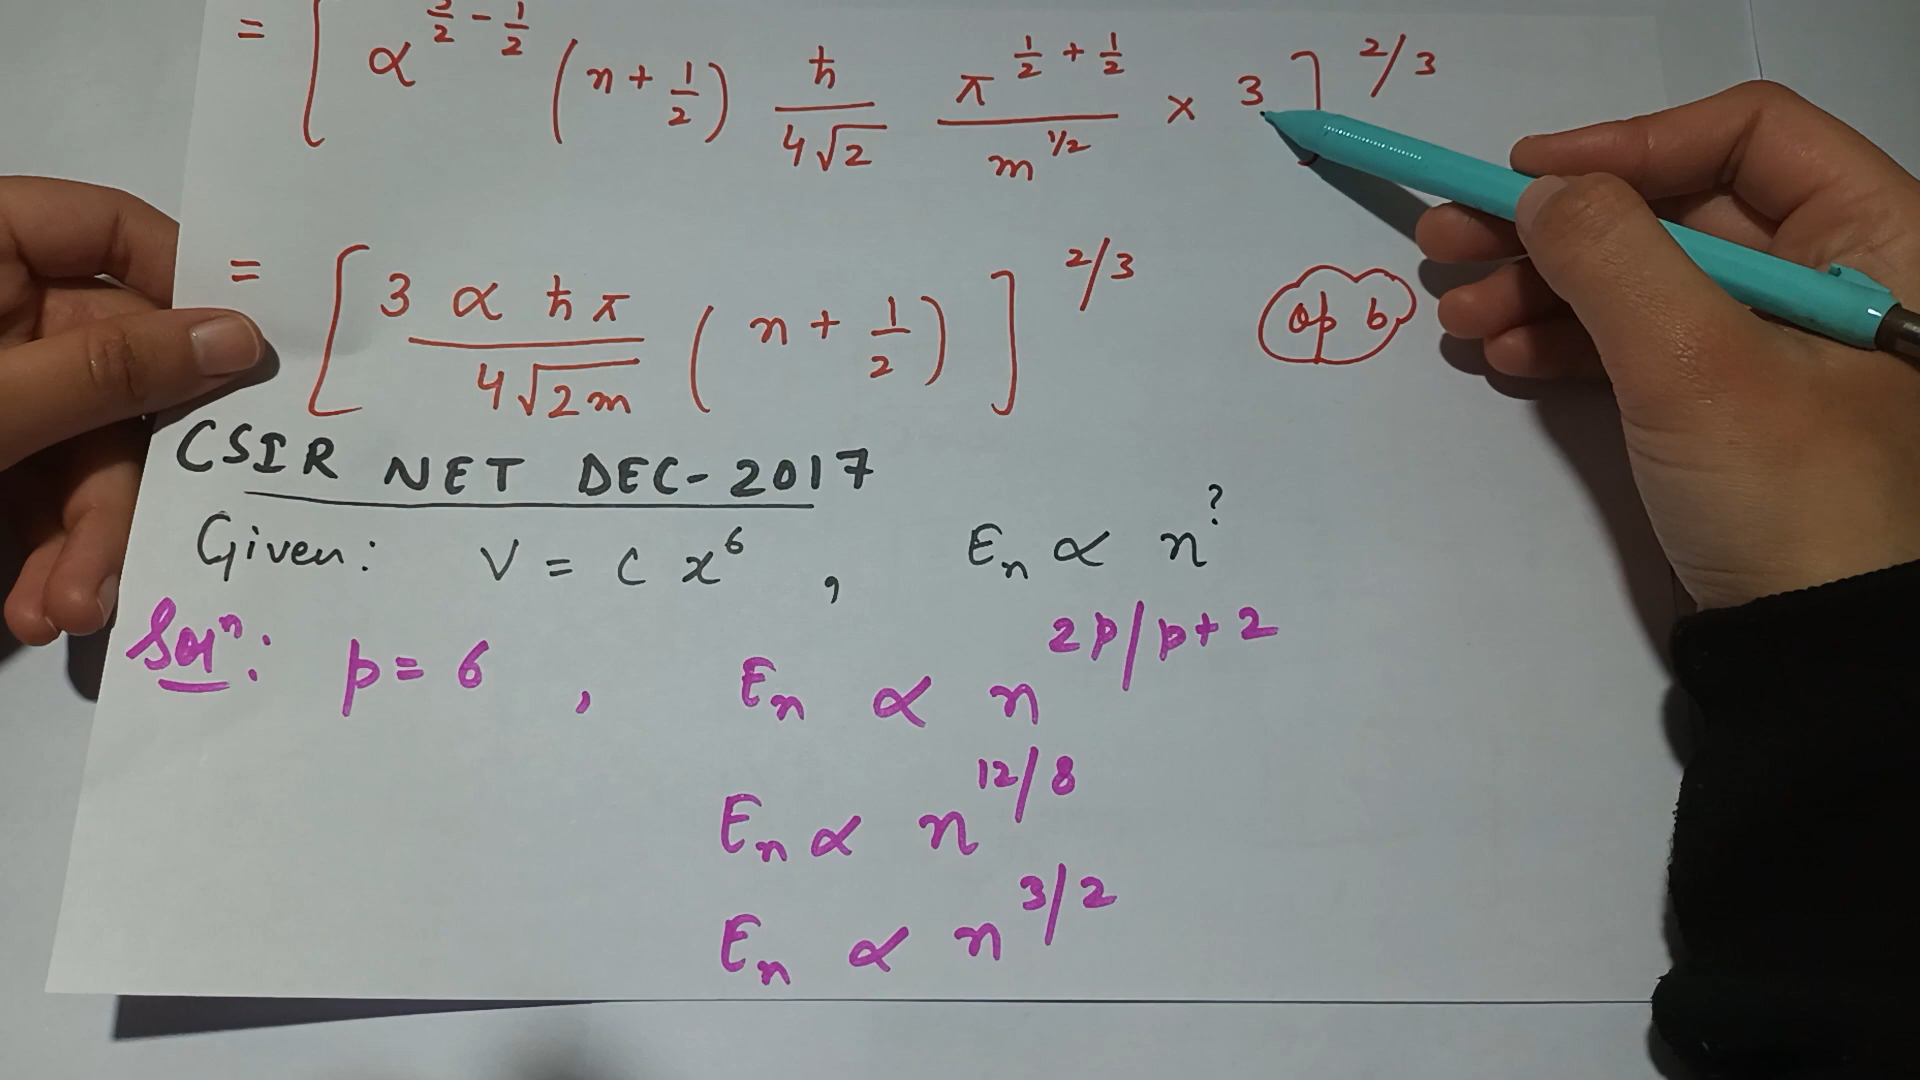 = [ α^{3/2 - 1/2} (n + 1/2) ħ/4√2 π^{1/2 + 1/2}/m^{1/2} × 3 ]^{2/3}
= [ 3 α ħ π / 4√2m ( n + 1/2 ) ]^{2/3}
op b
CSIR NET DEC-2017
Given: V = c x^6 , E_n ∝ n^?
Sol^n: p = 6 , E_n ∝ n^{2p/p+2}
E_n ∝ n^{12/8}
E_n ∝ n^{3/2}